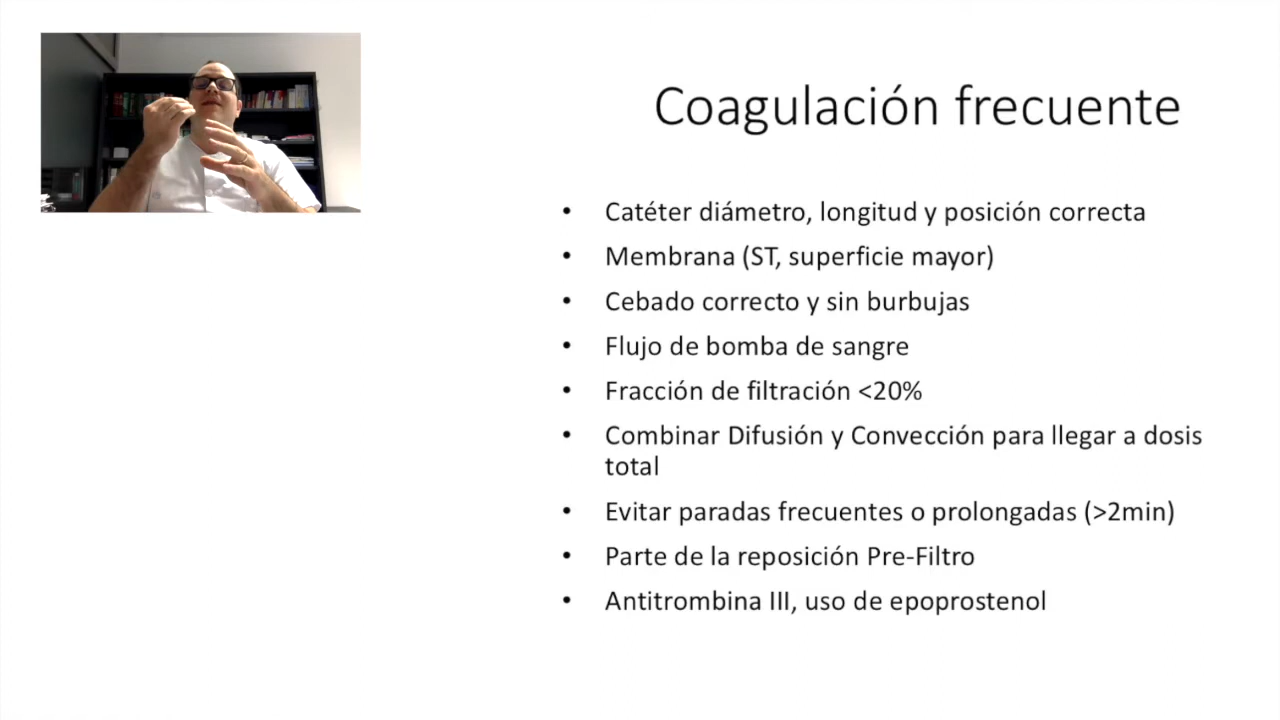 Coagulación frecuente
• Catéter diámetro, longitud y posición correcta
• Membrana (ST, superficie mayor)
• Cebado correcto y sin burbujas
• Flujo de bomba de sangre
• Fracción de filtración <20%
• Combinar Difusión y Convección para llegar a dosis
total
• Evitar paradas frecuentes o prolongadas (>2min)
• Parte de la reposición Pre-Filtro
• Antitrombina III, uso de epoprostenol